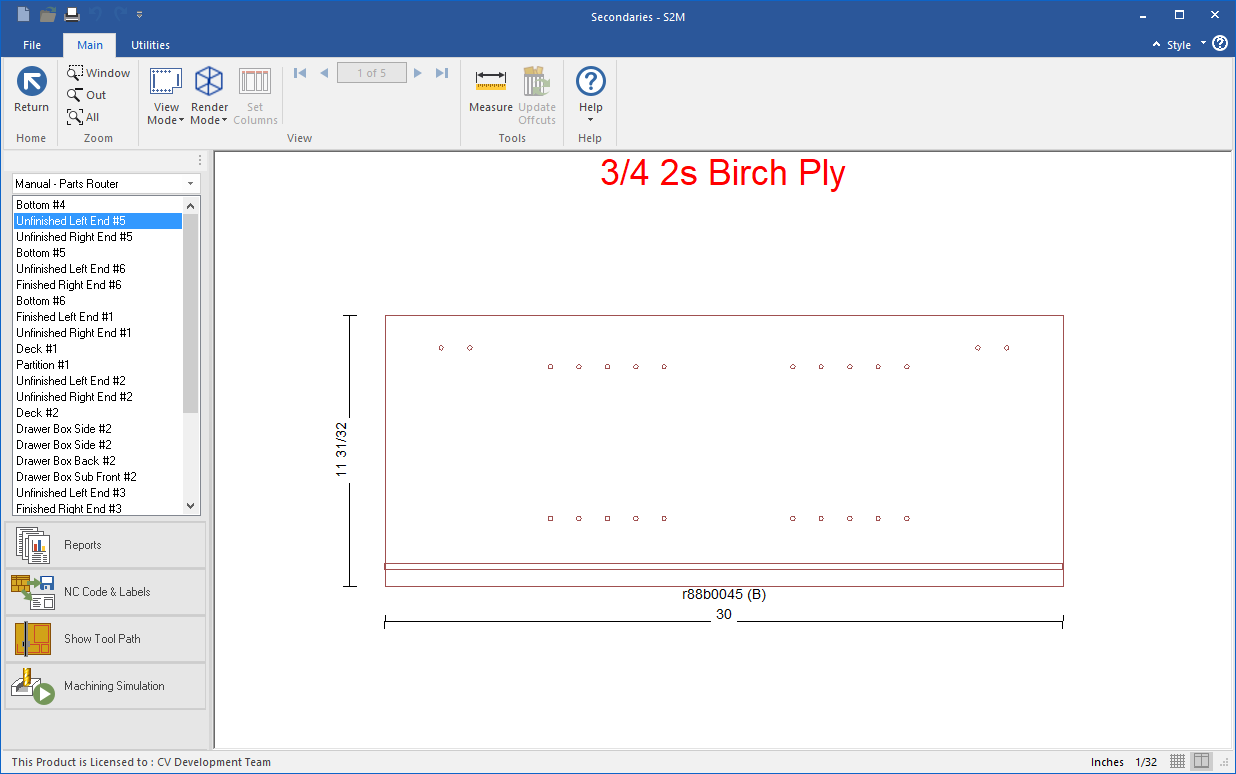 Secondaries - S2M
File
Main
Utilities
Style
Return
Window
Out
All
View
Mode
Render
Mode
Set
Columns
1 of 5
Measure
Update
Offcuts
Help
Home
Zoom
View
Tools
Help
Manual - Parts Router
Bottom #4
Unfinished Left End #5
Unfinished Right End #5
Bottom #5
Unfinished Left End #6
Finished Right End #6
Bottom #6
Finished Left End #1
Unfinished Right End #1
Deck #1
Partition #1
Unfinished Left End #2
Unfinished Right End #2
Deck #2
Drawer Box Side #2
Drawer Box Side #2
Drawer Box Back #2
Drawer Box Sub Front #2
Unfinished Left End #3
Finished Right End #3
Reports
NC Code & Labels
Show Tool Path
Machining Simulation
3/4 2s Birch Ply
11 31/32
r88b0045 (B)
30
This Product is Licensed to : CV Development Team
Inches 1/32